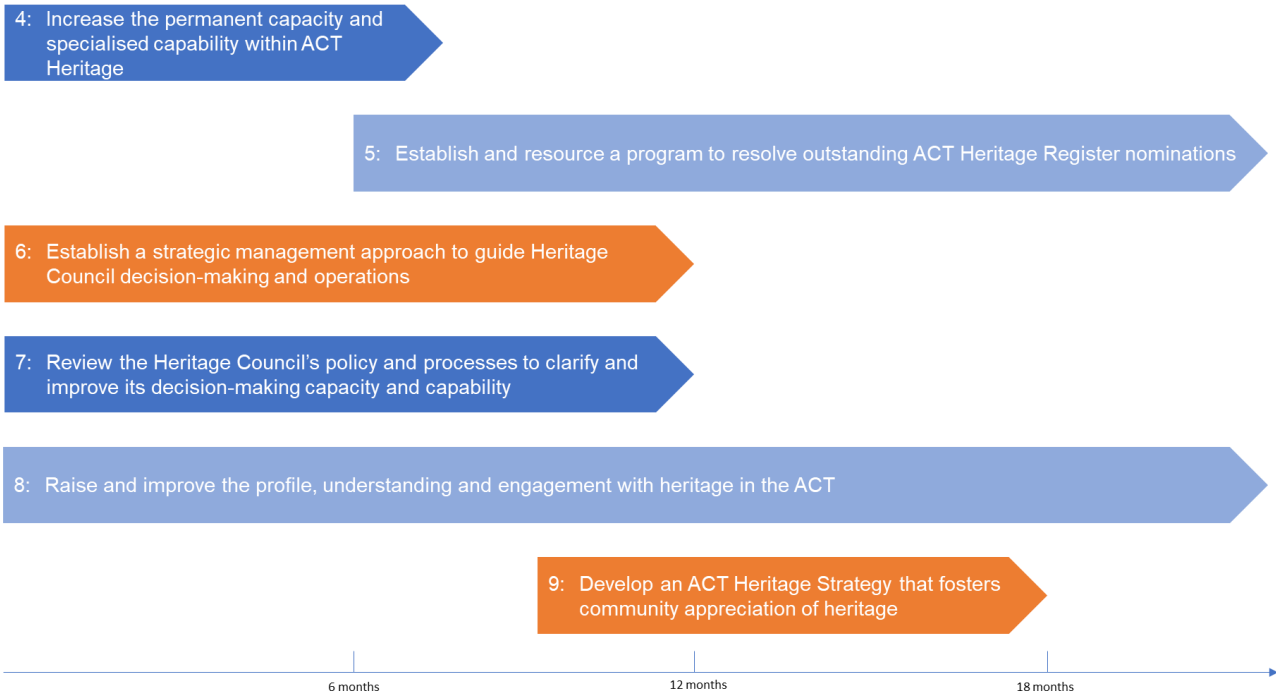 4: Increase the permanent capacity and
specialised capability within ACT
Heritage
5: Establish and resource a program to resolve outstanding ACT Heritage Register nominations
6: Establish a strategic management approach to guide Heritage
Council decision-making and operations
7: Review the Heritage Council’s policy and processes to clarify and
improve its decision-making capacity and capability
8: Raise and improve the profile, understanding and engagement with heritage in the ACT
9: Develop an ACT Heritage Strategy that fosters
community appreciation of heritage
6 months
12 months
18 months